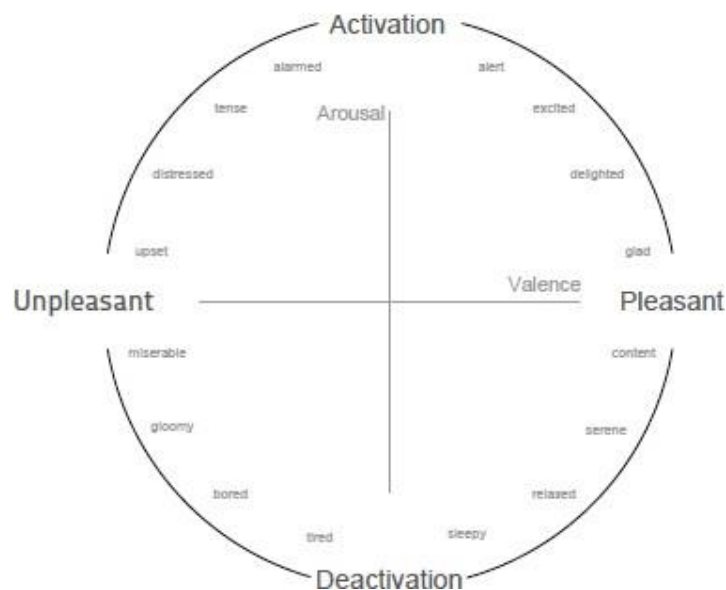 Activation
alarmed
alert
tense
Arousal
excited
distressed
delighted
upset
glad
Valence
Unpleasant
Pleasant
miserable
content
gloomy
serene
bored
relaxed
tired
sleepy
Deactivation